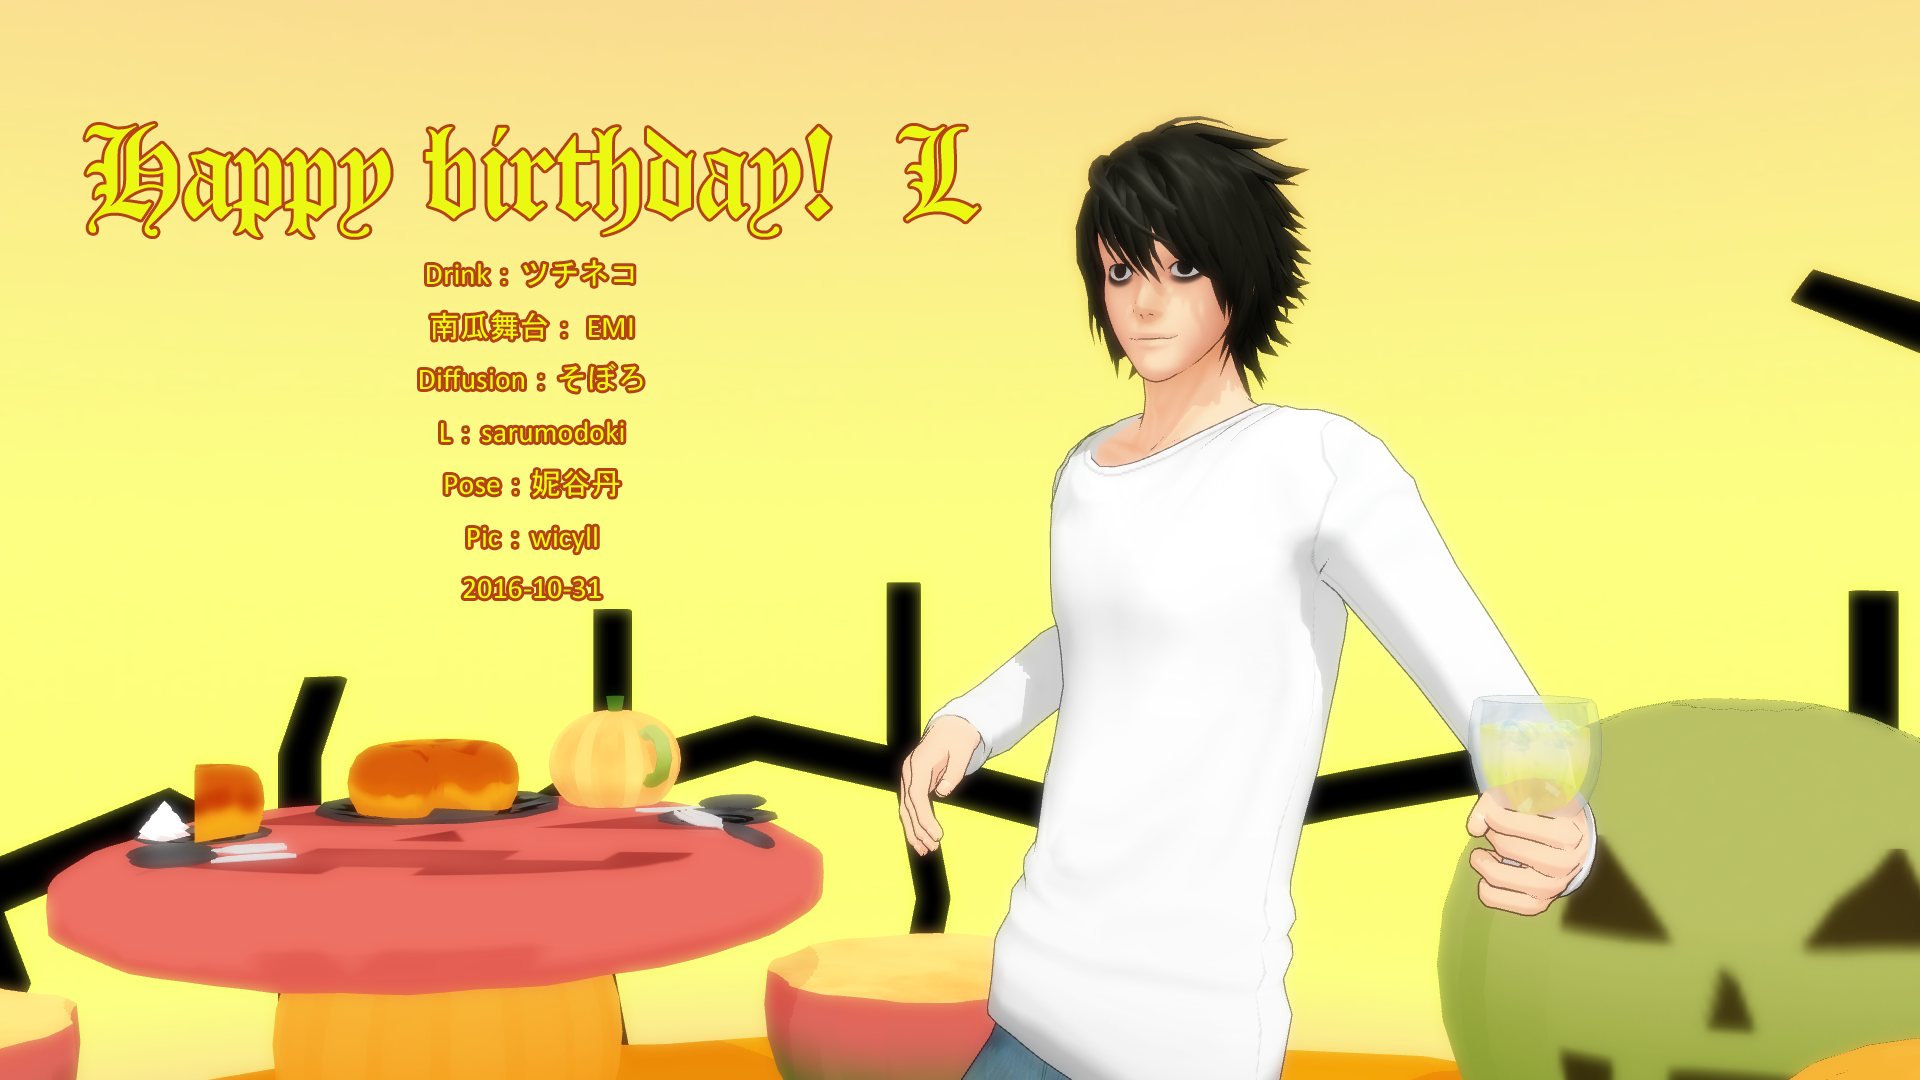 Happy birthday! L
Drink : ツチネコ
南瓜舞台 : EMI
Diffusion : そぼろ
L : sarumodoki
Pose : 妮谷丹
Pic : wicyll
2016-10-31